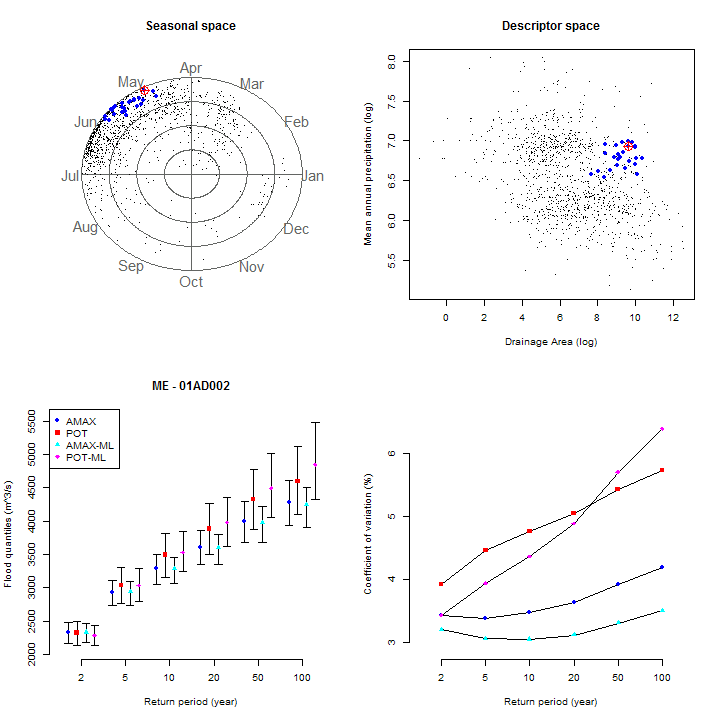 Seasonal space
Apr
May
Mar
Jun
Feb
Jul
Jan
Aug
Dec
Sep
Nov
Oct
Descriptor space
Mean annual precipitation (log)
8.0
7.5
7.0
6.5
6.0
5.5
0 2 4 6 8 10 12
Drainage Area (log)
ME - 01AD002
AMAX
POT
AMAX-ML
POT-ML
Flood quantiles (m^3/s)
5500
5000
4500
4000
3500
3000
2500
2000
2 5 10 20 50 100
Return period (year)
Coefficient of variation (%)
6
5
4
3
2 5 10 20 50 100
Return period (year)